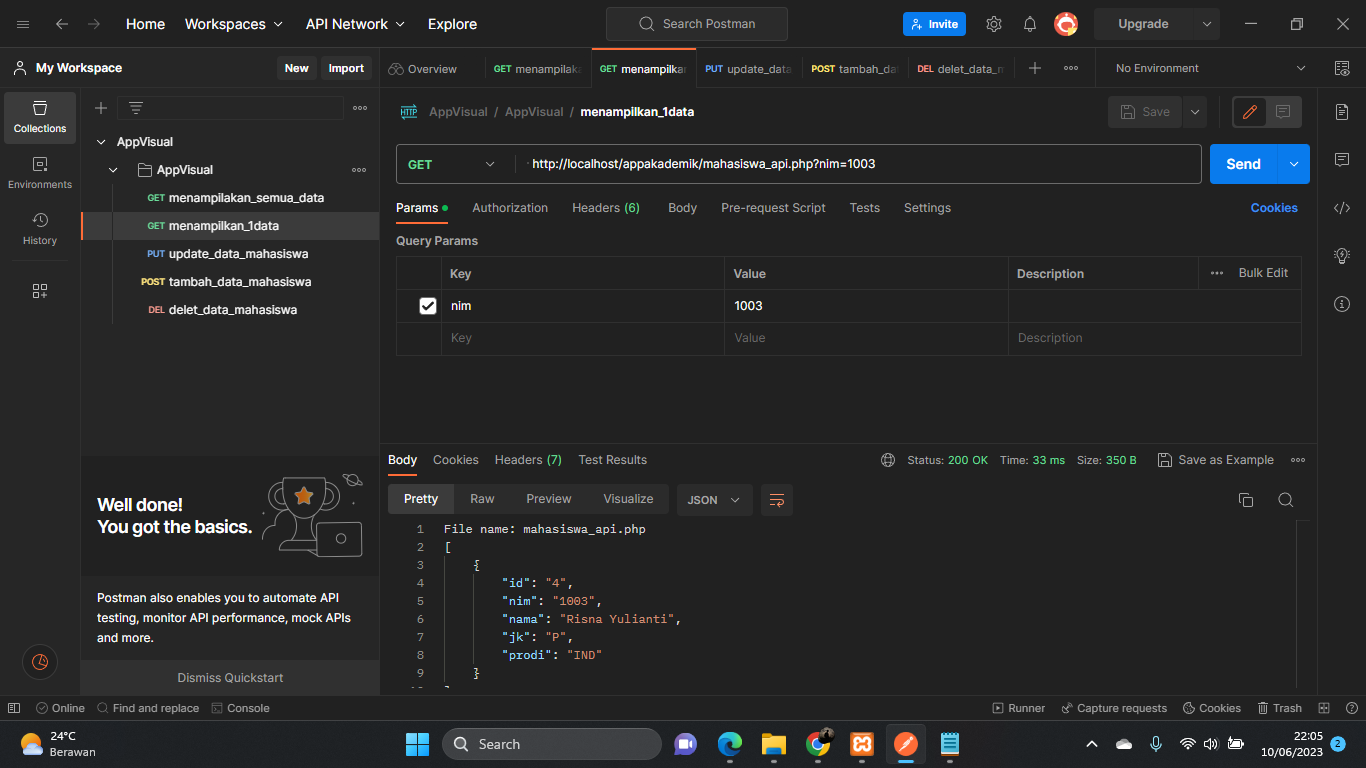 Home Workspaces API Network Explore Search Postman Invite Upgrade
My Workspace New Import Overview GET menampilak GET menampilkar PUT update_data POST tambah_da DEL delet_data_m No Environment
Collections
Environments
History
AppVisual
AppVisual
GET menampilakan_semua_data
GET menampilkan_1data
PUT update_data_mahasiswa
POST tambah_data_mahasiswa
DEL delet_data_mahasiswa
HTTP AppVisual / AppVisual / menampilkan_1data Save
GET http://localhost/appakademik/mahasiswa_api.php?nim=1003 Send
Params Authorization Headers (6) Body Pre-request Script Tests Settings Cookies
Query Params
Key Value Description Bulk Edit
nim 1003
Key Value Description
Body Cookies Headers (7) Test Results Status: 200 OK Time: 33 ms Size: 350 B Save as Example
Pretty Raw Preview Visualize JSON
1 File name: mahasiswa_api.php
2 [
3 {
4 "id": "4",
5 "nim": "1003",
6 "nama": "Risna Yulianti",
7 "jk": "P",
8 "prodi": "IND"
9 }
Well done!
You got the basics.
Postman also enables you to automate API
testing, monitor API performance, mock APIs
and more.
Dismiss Quickstart
Online Find and replace Console Runner Capture requests Cookies Trash
24°C
Berawan
Search
22:05
10/06/2023
2